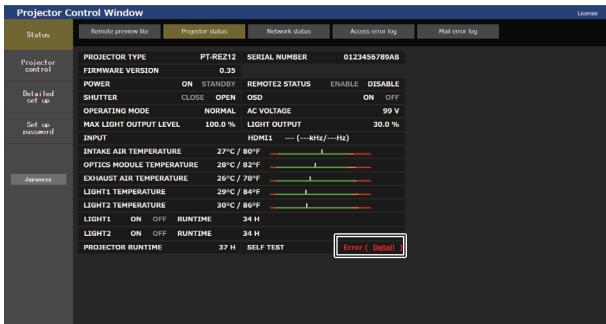 Projector Control Window
License
Status
Remote preview lite
Projector status
Network status
Access error log
Mail error log
Projector
control
Detailed
set up
Set up
password
Japanese
PROJECTOR TYPE PT-REZ12 SERIAL NUMBER 0123456789AB
FIRMWARE VERSION 0.35
POWER ON STANDBY REMOTE2 STATUS ENABLE DISABLE
SHUTTER CLOSE OPEN OSD ON OFF
OPERATING MODE NORMAL AC VOLTAGE 99 V
MAX LIGHT OUTPUT LEVEL 100.0 % LIGHT OUTPUT 30.0 %
INPUT HDMI1 --- (---kHz/---Hz)
INTAKE AIR TEMPERATURE 27°C / 80°F
OPTICS MODULE TEMPERATURE 28°C / 82°F
EXHAUST AIR TEMPERATURE 26°C / 78°F
LIGHT1 TEMPERATURE 29°C / 84°F
LIGHT2 TEMPERATURE 30°C / 86°F
LIGHT1 ON OFF RUNTIME 34 H
LIGHT2 ON OFF RUNTIME 34 H
PROJECTOR RUNTIME 37 H SELF TEST Error ( Detail )